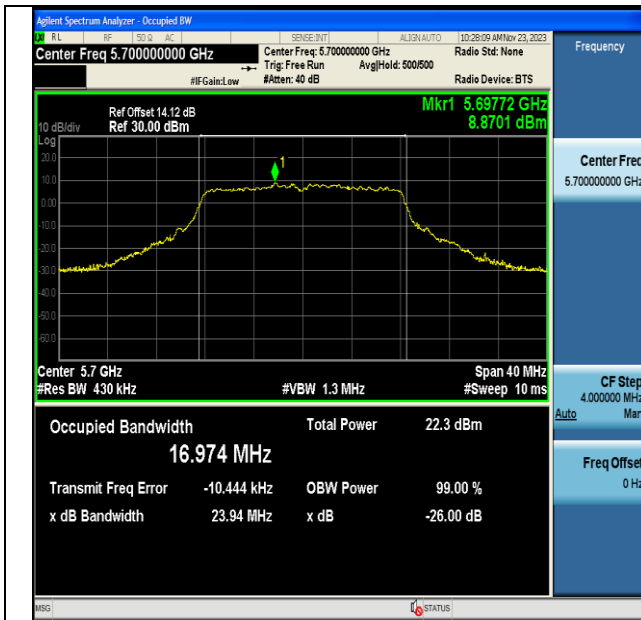 Agilent Spectrum Analyzer - Occupied BW
RL RF 50 Ω AC SENSE:INT ALIGN AUTO 10:28:09 AM Nov 23, 2023
Center Freq 5.700000000 GHz Center Freq: 5.700000000 GHz Radio Std: None
Trig: Free Run Avg|Hold: 500/500
#IFGain:Low #Atten: 40 dB Radio Device: BTS
Frequency
Ref Offset 14.12 dB Mkr1 5.69772 GHz
10 dB/div Ref 30.00 dBm 8.8701 dBm
Log
20.0
1
10.0
0.00
-10.0
-20.0
-30.0
-40.0
-50.0
-60.0
Center 5.7 GHz Span 40 MHz
#Res BW 430 kHz #VBW 1.3 MHz #Sweep 10 ms
Center Freq
5.700000000 GHz
CF Step
4.000000 MHz
Auto Man
Freq Offset
0 Hz
Occupied Bandwidth Total Power 22.3 dBm
16.974 MHz
Transmit Freq Error -10.444 kHz OBW Power 99.00 %
x dB Bandwidth 23.94 MHz x dB -26.00 dB
MSG STATUS